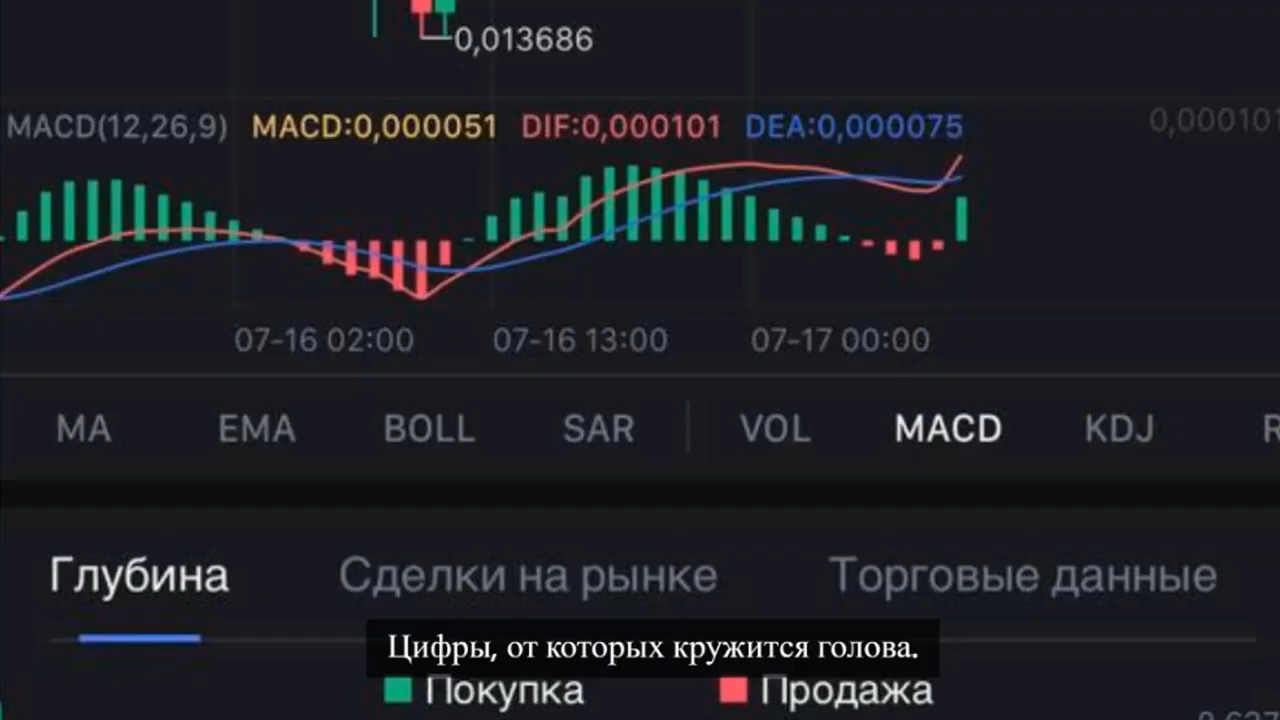 0,013686
MACD(12,26,9) MACD:0,000051 DIF:0,000101 DEA:0,000075
07-16 02:00 07-16 13:00 07-17 00:00
MA EMA BOLL SAR VOL MACD KDJ
Глубина Сделки на рынке Торговые данные
Цифры, от которых кружится голова.
Покупка Продажа